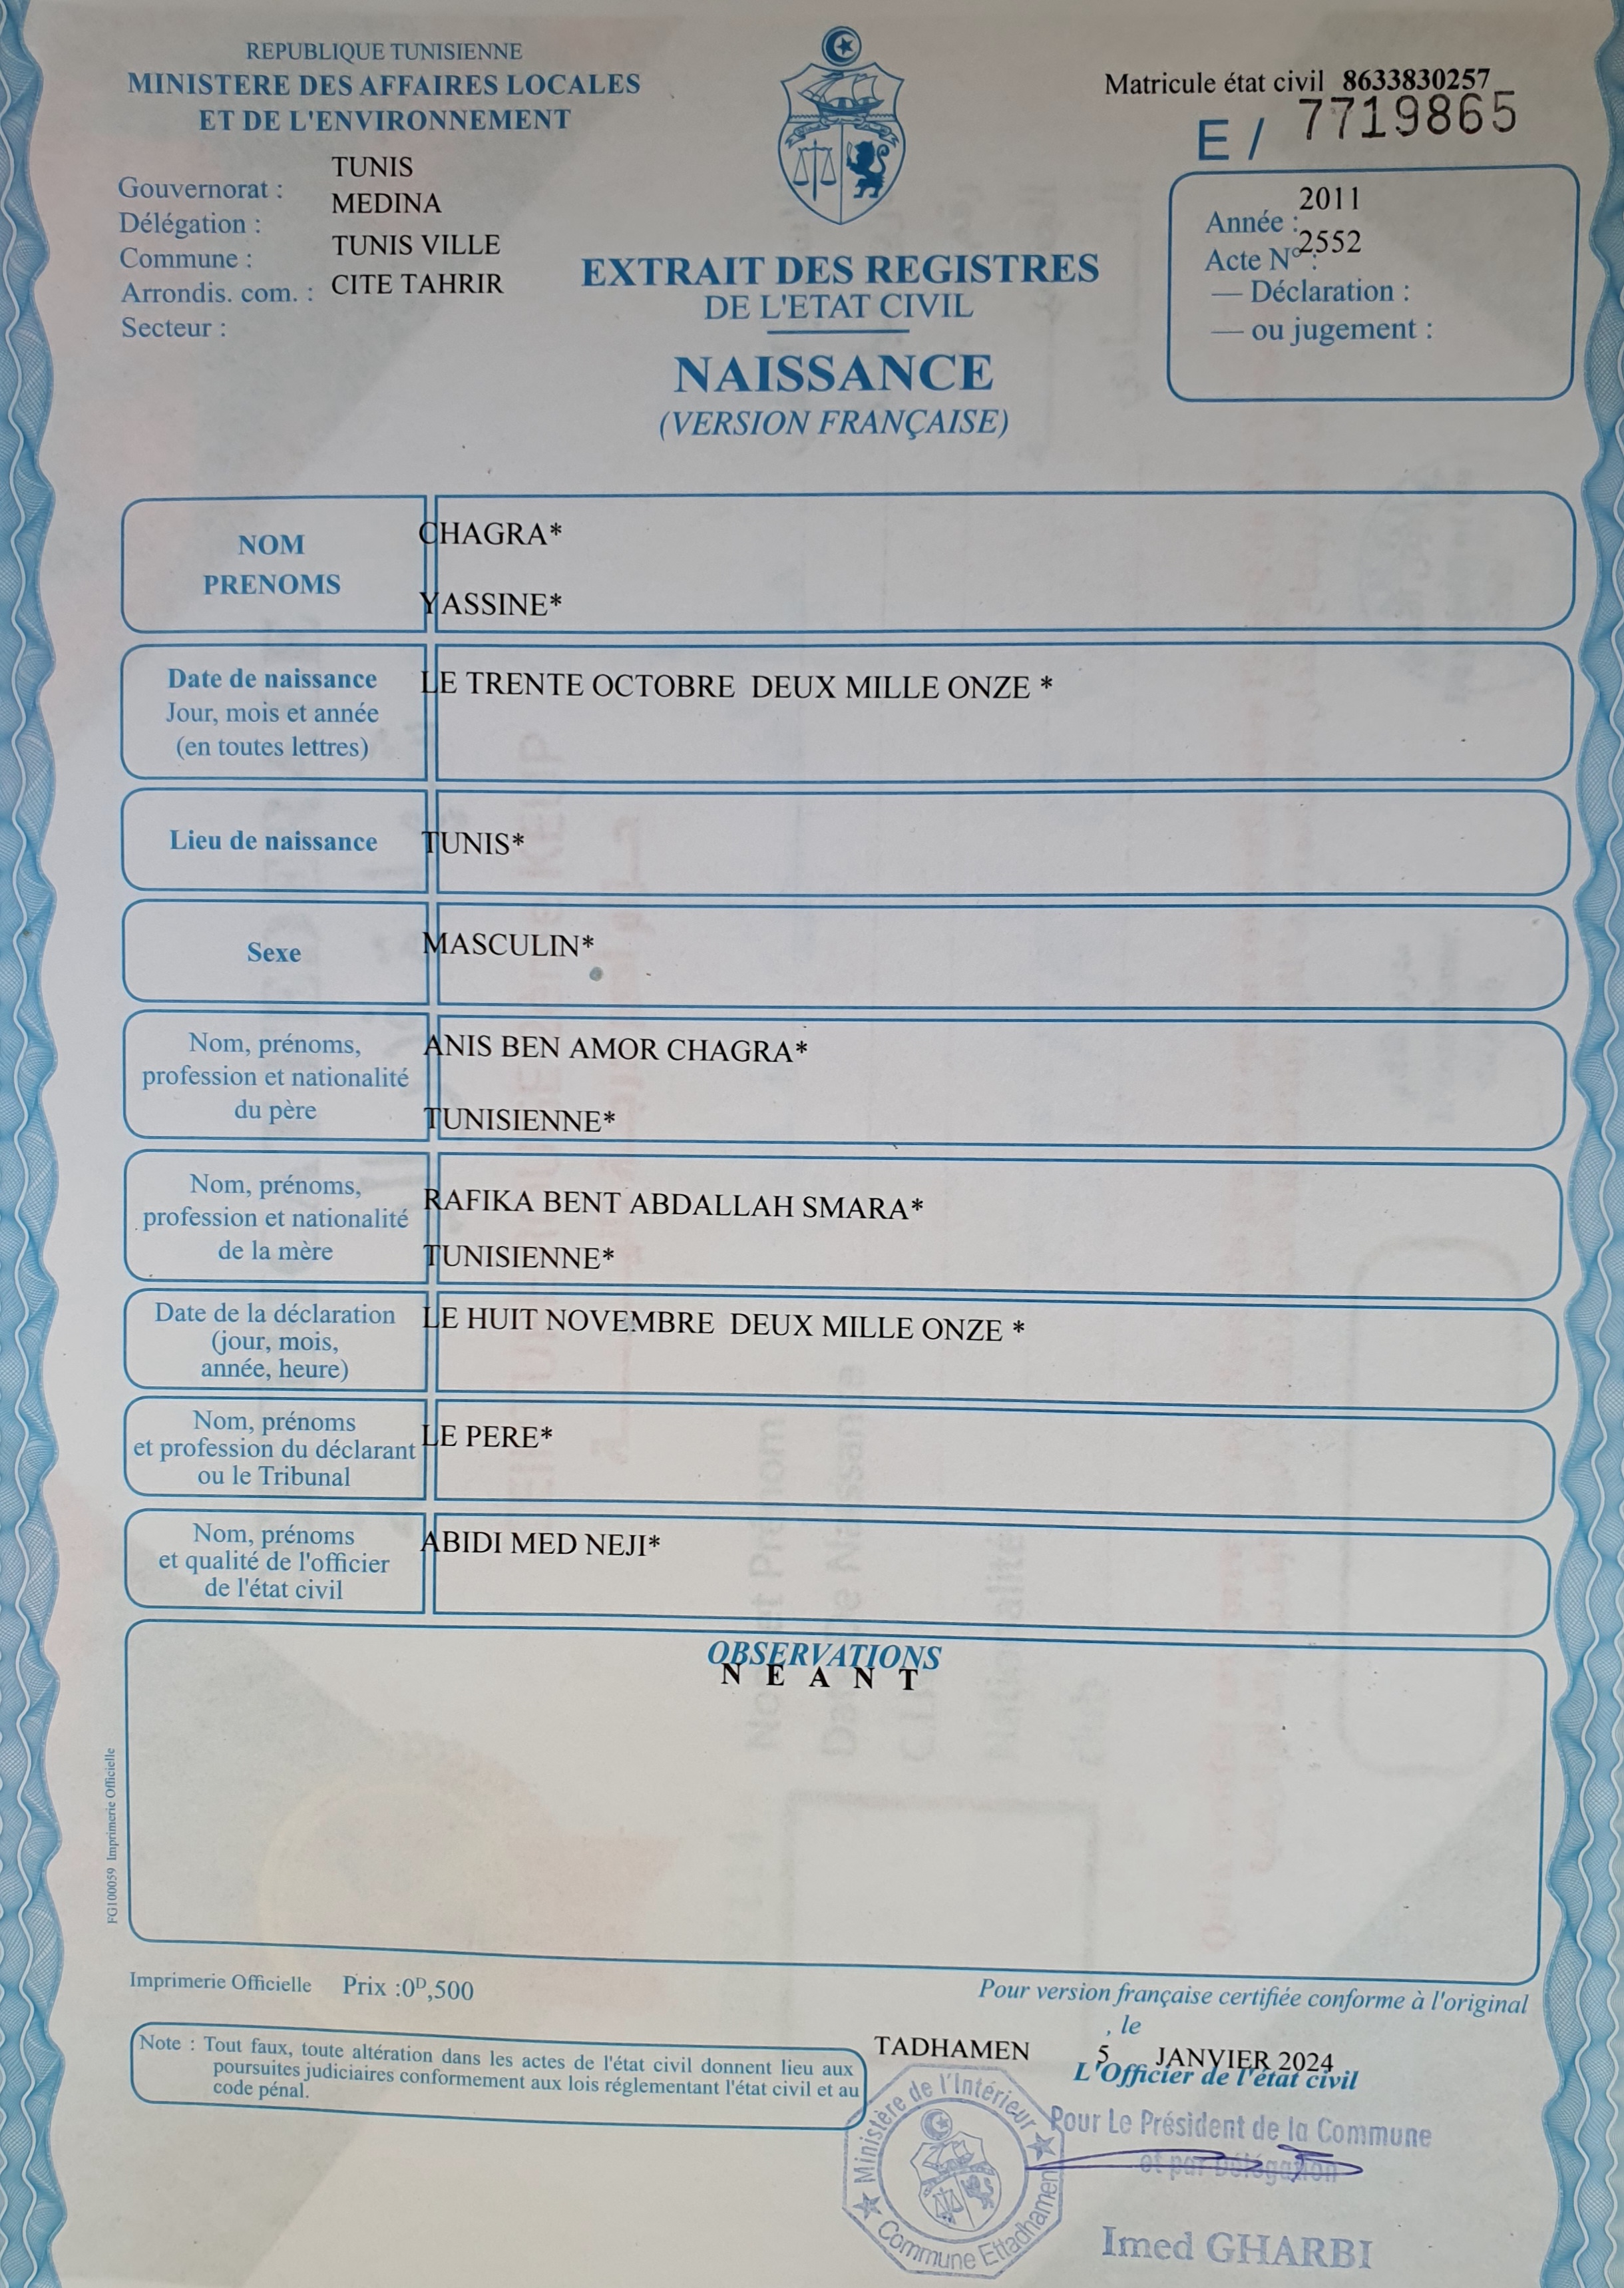 REPUBLIQUE TUNISIENNE
MINISTERE DES AFFAIRES LOCALES
ET DE L'ENVIRONNEMENT
Gouvernorat : TUNIS
Délégation : MEDINA
Commune : TUNIS VILLE
Arrondis. com. : CITE TAHRIR
Secteur :
Matricule état civil 8633830257
E / 7719865
Année : 2011
Acte N° : 2552
— Déclaration :
— ou jugement :
EXTRAIT DES REGISTRES
DE L'ETAT CIVIL
NAISSANCE
(VERSION FRANÇAISE)
NOM
PRENOMS
CHAGRA*
YASSINE*
Date de naissance
Jour, mois et année
(en toutes lettres)
LE TRENTE OCTOBRE DEUX MILLE ONZE *
Lieu de naissance
TUNIS*
Sexe
MASCULIN*
Nom, prénoms,
profession et nationalité
du père
ANIS BEN AMOR CHAGRA*
TUNISIENNE*
Nom, prénoms,
profession et nationalité
de la mère
RAFIKA BENT ABDALLAH SMARA*
TUNISIENNE*
Date de la déclaration
(jour, mois,
année, heure)
LE HUIT NOVEMBRE DEUX MILLE ONZE *
Nom, prénoms
et profession du déclarant
ou le Tribunal
LE PERE*
Nom, prénoms
et qualité de l'officier
de l'état civil
ABIDI MED NEJI*
OBSERVATIONS
N E A N T
FG100059 Imprimerie Officielle
Imprimerie Officielle Prix :0ᴰ,500
Pour version française certifiée conforme à l'original
, le
TADHAMEN 5 JANVIER 2024
L'Officier de l'état civil
Note : Tout faux, toute altération dans les actes de l'état civil donnent lieu aux
poursuites judiciaires conformement aux lois réglementant l'état civil et au
code pénal.
Ministère de l'Intérieur
Commune Ettadhamen
Pour Le Président de la Commune
et par Délégation
Imed GHARBI